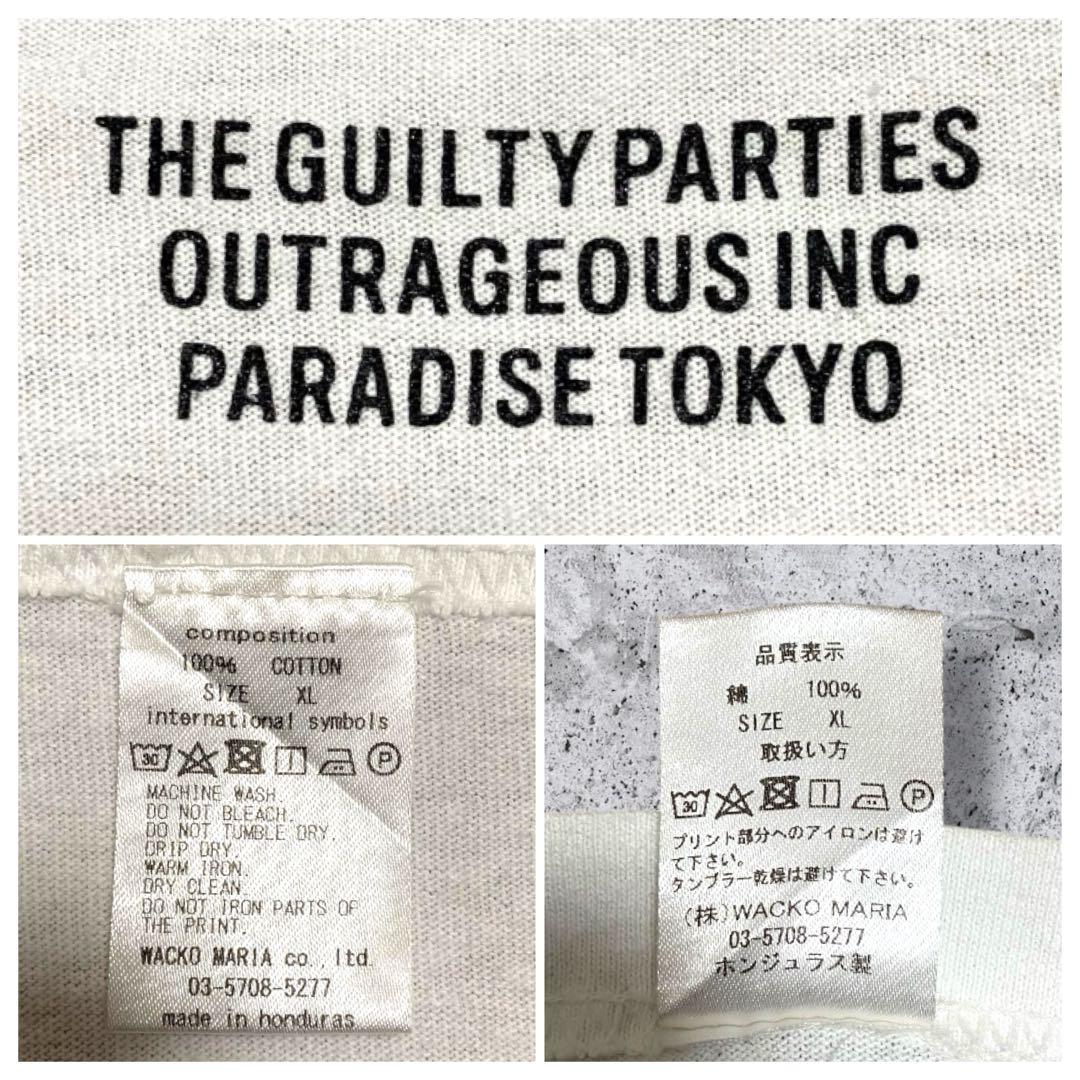 THE GUILTY PARTIES
OUTRAGEOUS INC
PARADISE TOKYO
composition
100% COTTON
SIZE XL
international symbols
30 P
MACHINE WASH.
DO NOT BLEACH.
DO NOT TUMBLE DRY.
DRIP DRY.
WARM IRON.
DRY CLEAN.
DO NOT IRON PARTS OF
THE PRINT.
WACKO MARIA co., ltd.
03-5708-5277
made in honduras
品質表示
綿 100%
SIZE XL
取扱い方
30 P
プリント部分へのアイロンは避け
て下さい。
タンブラー乾燥は避けて下さい。
(株)WACKO MARIA
03-5708-5277
ホンジュラス製